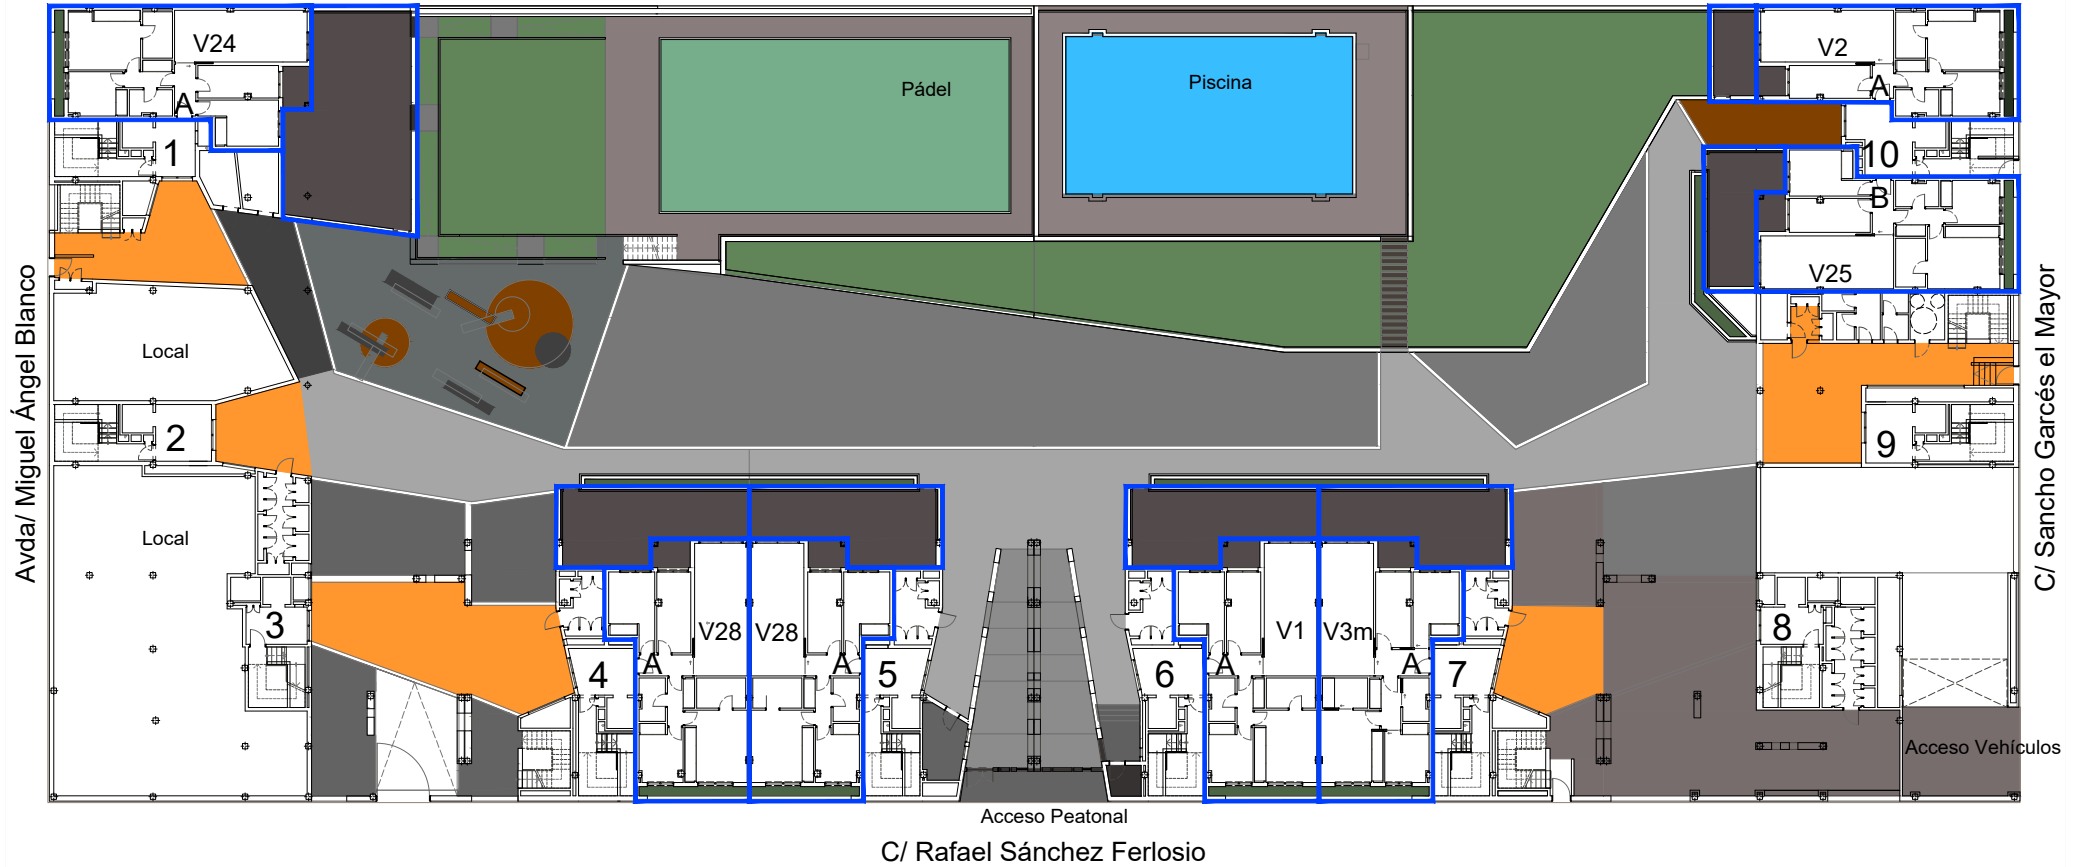 V24
A
1
Pádel
Piscina
V2
A
10
B
V25
Local
2
9
Local
3
V28
V28
A
A
4
5
V1
V3m
A
A
6
7
8
Acceso Vehículos
Acceso Peatonal
C/ Rafael Sánchez Ferlosio
Avda/ Miguel Ángel Blanco
C/ Sancho Garcés el Mayor